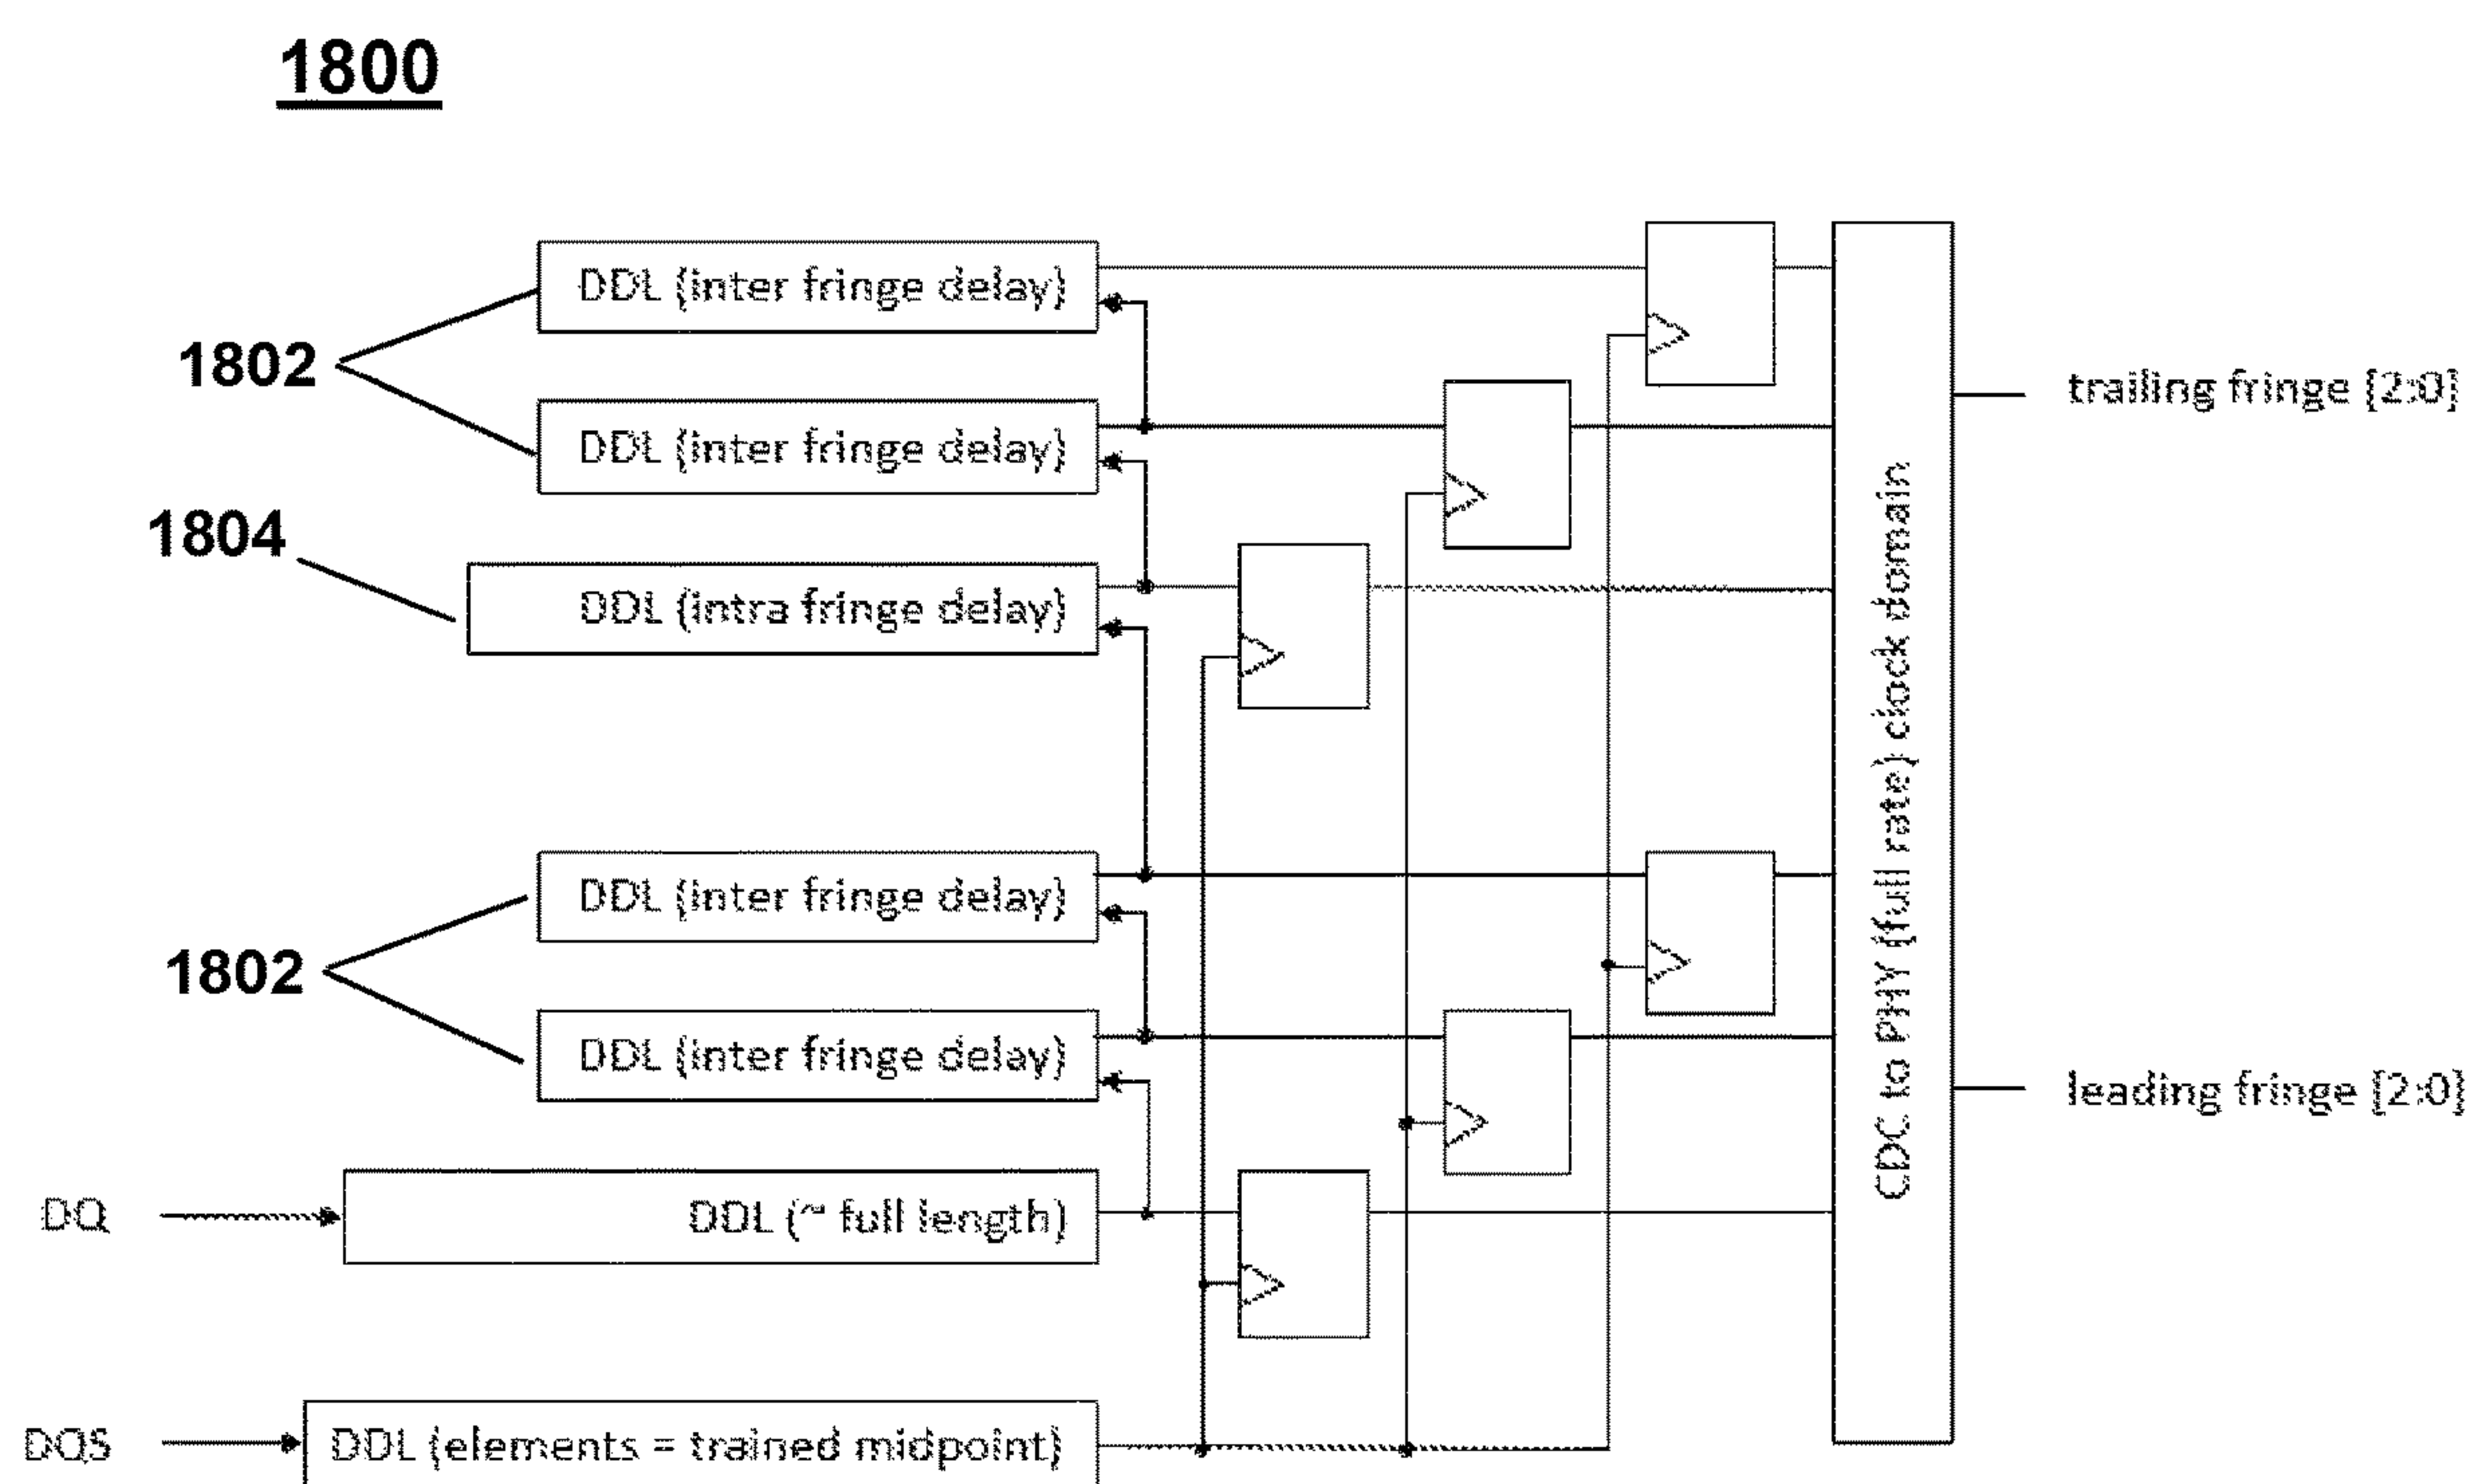 1800
DDL (inter fringe delay)
1802
DDL (inter fringe delay)
trailing fringe [2:0]
1804
DDL (intra fringe delay)
CDC to PHY (full rate) clock domain
DDL (inter fringe delay)
1802
DDL (inter fringe delay)
leading fringe [2:0]
DQ
DDL (~ full length)
DQS
DDL (elements = trained midpoint)